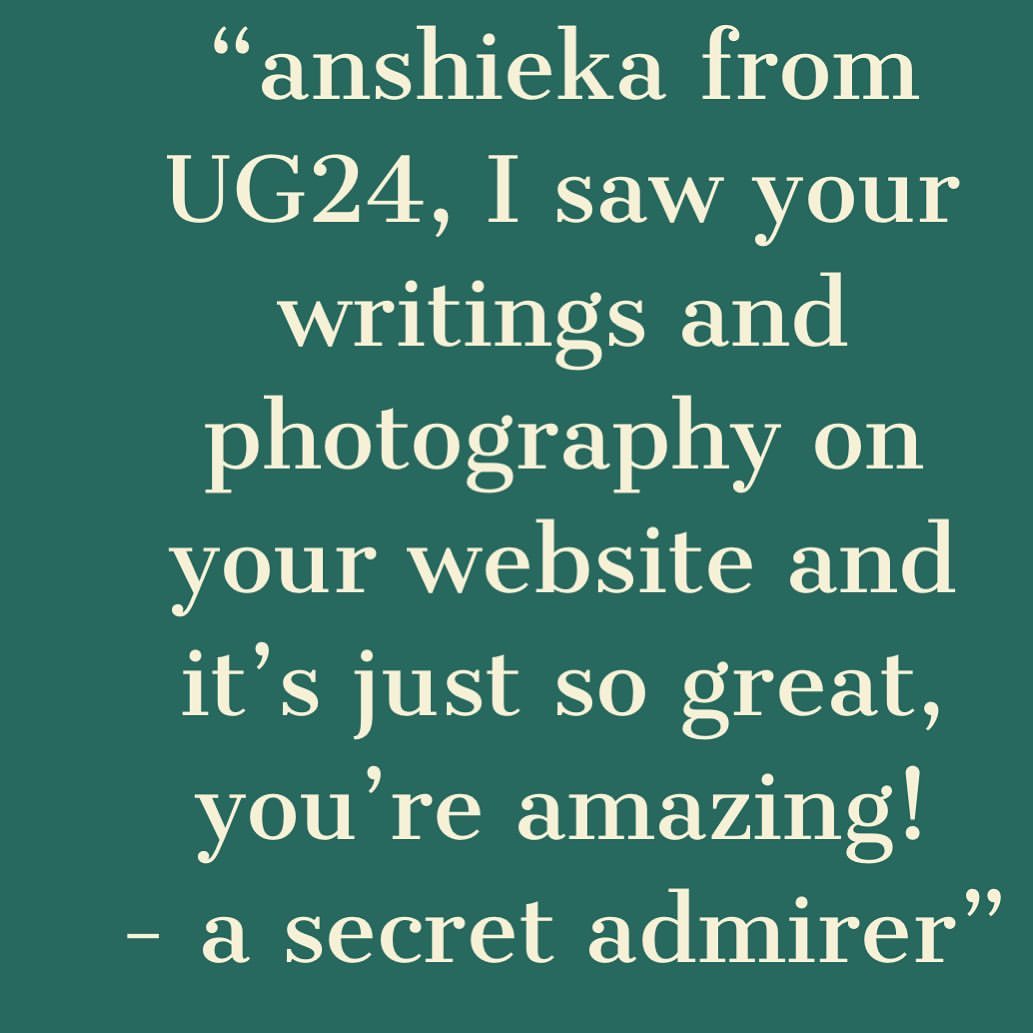 “anshieka from
UG24, I saw your
writings and
photography on
your website and
it’s just so great,
you’re amazing!
- a secret admirer”